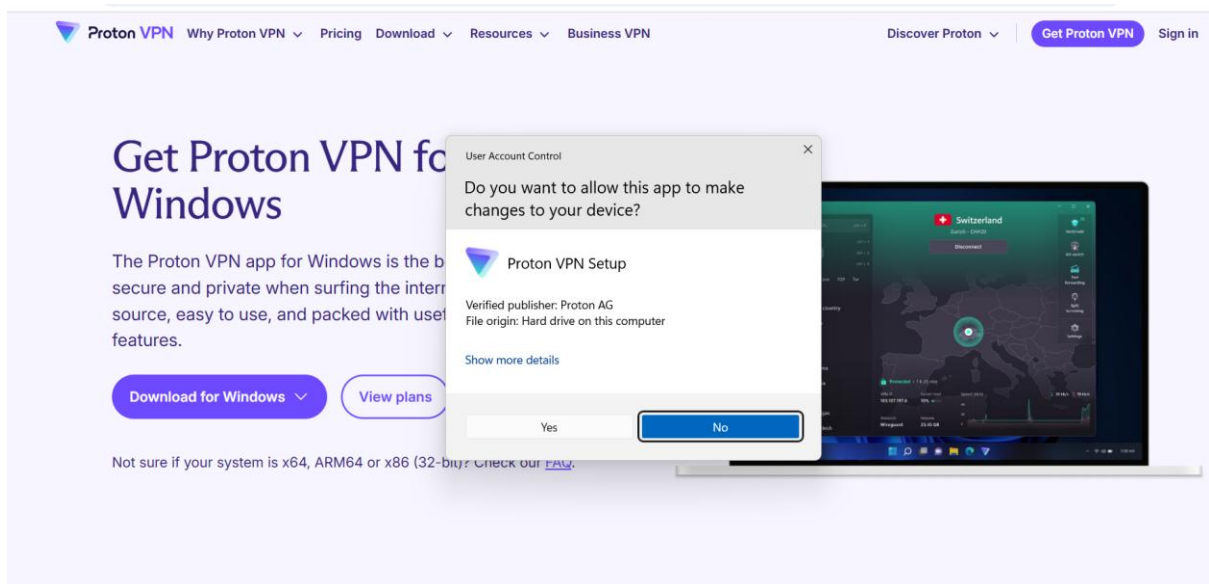 Proton VPN Why Proton VPN Pricing Download Resources Business VPN Discover Proton Get Proton VPN Sign in
Get Proton VPN fo
Windows
The Proton VPN app for Windows is the b
secure and private when surfing the inter
source, easy to use, and packed with usef
features.
Download for Windows View plans
Not sure if your system is x64, ARM64 or x86 (32-bit)? Check our FAQ.
User Account Control
Do you want to allow this app to make
changes to your device?
Proton VPN Setup
Verified publisher: Proton AG
File origin: Hard drive on this computer
Show more details
Yes No
Switzerland
Disconnect